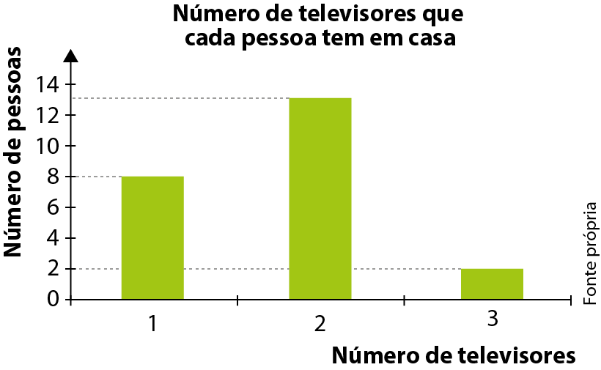 Número de televisores que
cada pessoa tem em casa
Número de pessoas
14
12
10
8
6
4
2
0
1
2
3
Número de televisores
Fonte própria